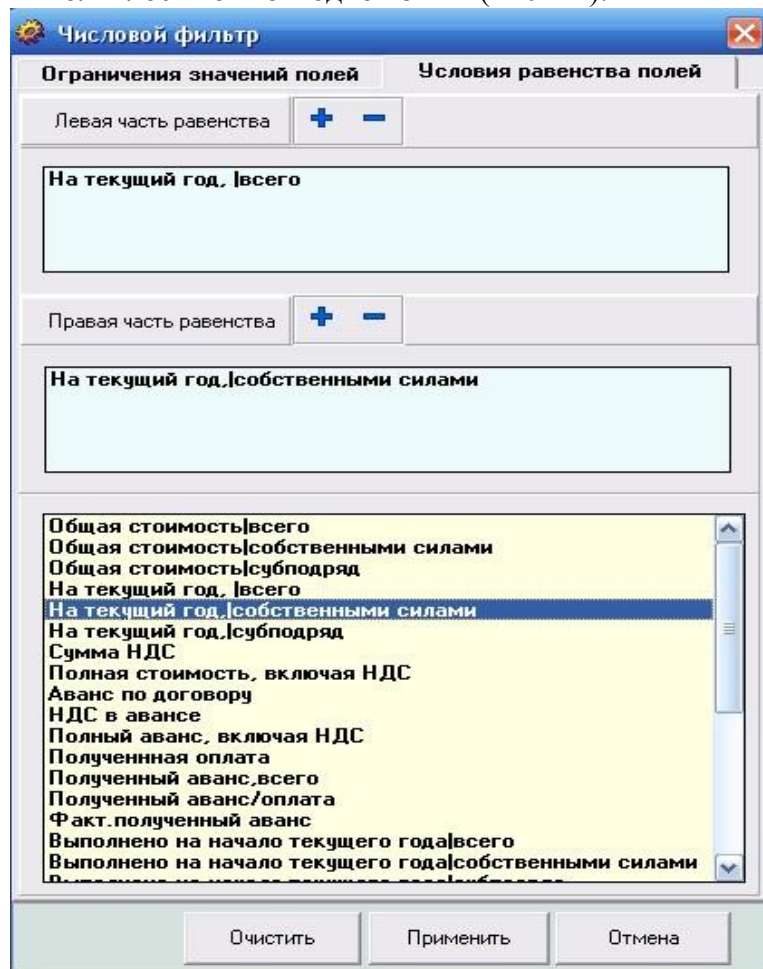 Числовой фильтр
Ограничения значений полей Условия равенства полей
Левая часть равенства
На текущий год, |всего
Правая часть равенства
На текущий год,|собственными силами
Общая стоимость|всего
Общая стоимость|собственными силами
Общая стоимость|субподряд
На текущий год, |всего
На текущий год,|собственными силами
На текущий год,|субподряд
Сумма НДС
Полная стоимость, включая НДС
Аванс по договору
НДС в авансе
Полный аванс, включая НДС
Полученнная оплата
Полученный аванс,всего
Полученный аванс/оплата
Факт.полученный аванс
Выполнено на начало текущего года|всего
Выполнено на начало текущего года|собственными силами
Очистить Применить Отмена